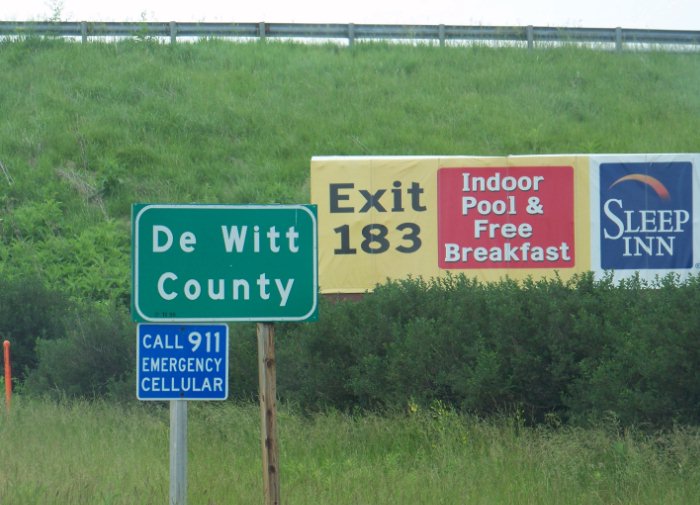 De Witt
County
CALL 911
EMERGENCY
CELLULAR
Exit
183
Indoor
Pool &
Free
Breakfast
SLEEP
INN